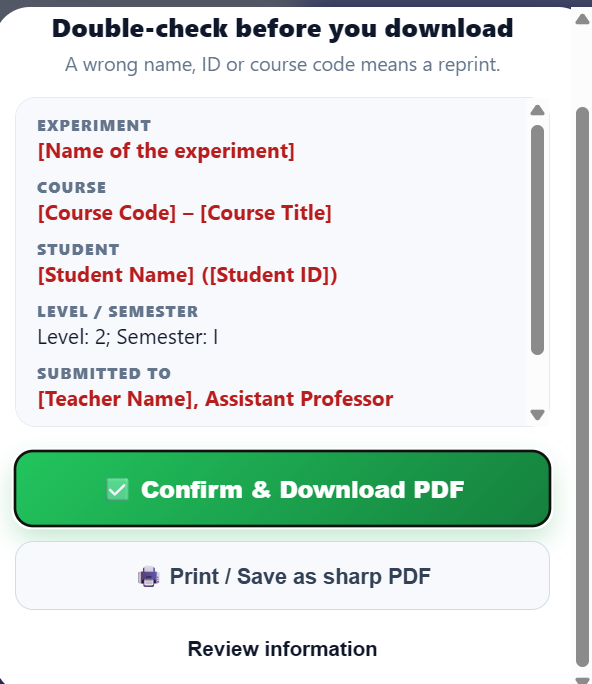 Double-check before you download
A wrong name, ID or course code means a reprint.
EXPERIMENT
[Name of the experiment]
COURSE
[Course Code] – [Course Title]
STUDENT
[Student Name] ([Student ID])
LEVEL / SEMESTER
Level: 2; Semester: I
SUBMITTED TO
[Teacher Name], Assistant Professor
✅ Confirm & Download PDF
🖨️ Print / Save as sharp PDF
Review information